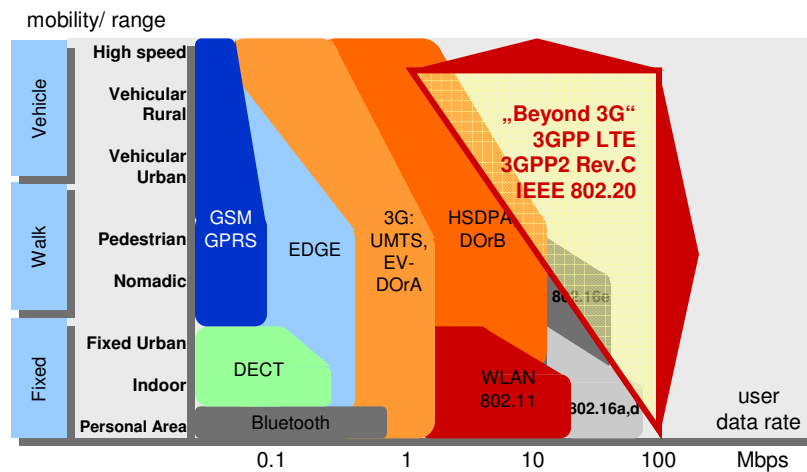 mobility/ range
High speed
Vehicular
Rural
Vehicular
Urban
Pedestrian
Nomadic
Fixed Urban
Indoor
Personal Area
Vehicle
Walk
Fixed
GSM
GPRS
EDGE
3G:
UMTS,
EV-
DOrA
HSDPA
DOrB
„Beyond 3G“
3GPP LTE
3GPP2 Rev.C
IEEE 802.20
802.16e
DECT
WLAN
802.11
802.16a,d
Bluetooth
user
data rate
0.1
1
10
100
Mbps